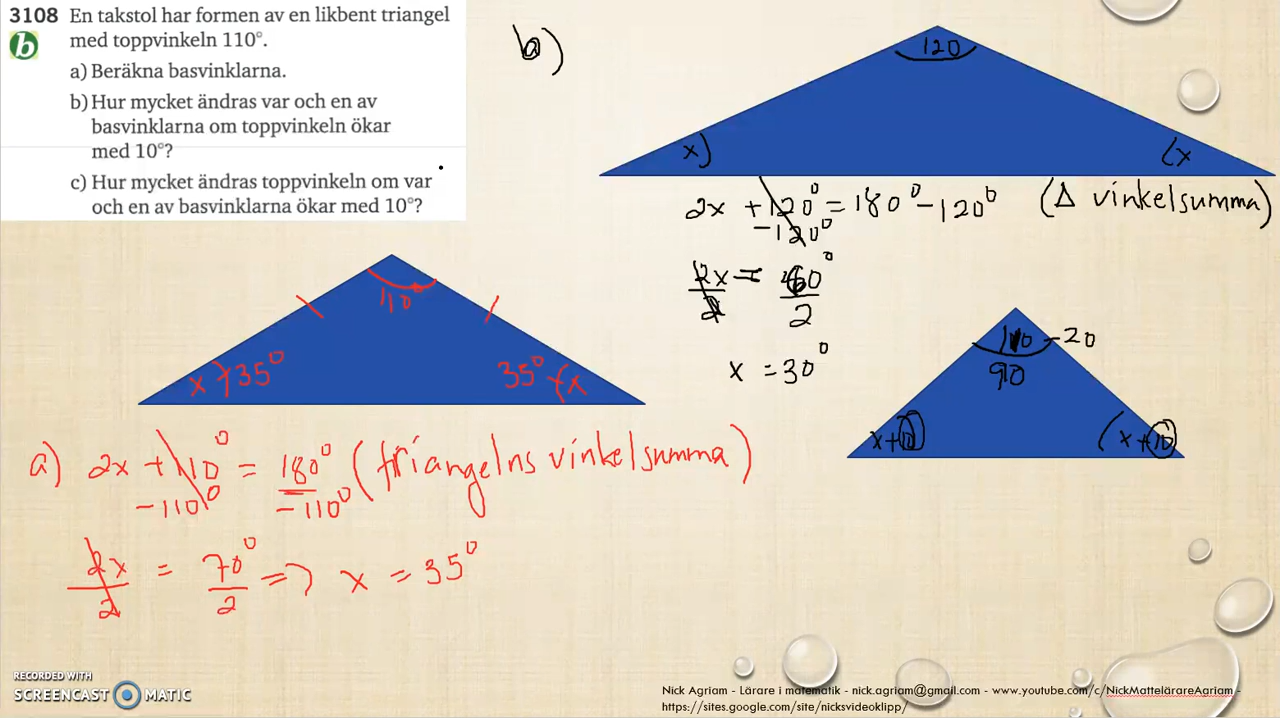 3108 En takstol har formen av en likbent triangel
b med toppvinkeln 110°.
a) Beräkna basvinklarna.
b) Hur mycket ändras var och en av
basvinklarna om toppvinkeln ökar
med 10°?
c) Hur mycket ändras toppvinkeln om var
och en av basvinklarna ökar med 10°?
110°
x 35°
35° x
a) 2x + 110° = 180° (triangelns vinkelsumma)
-110° -110°
2x = 70° => x = 35°
2 2
b)
120
x) (x
2x + 120° = 180° - 120° (Δ vinkelsumma)
-120°
2x = 60°
2 2
x = 30°
110 - 20
90
x+10 (x+10
RECORDED WITH
SCREENCAST MATIC
Nick Agriam - Lärare i matematik - nick.agriam@gmail.com - www.youtube.com/c/NickMattelärareAgriam -
https://sites.google.com/site/nicksvideoklipp/